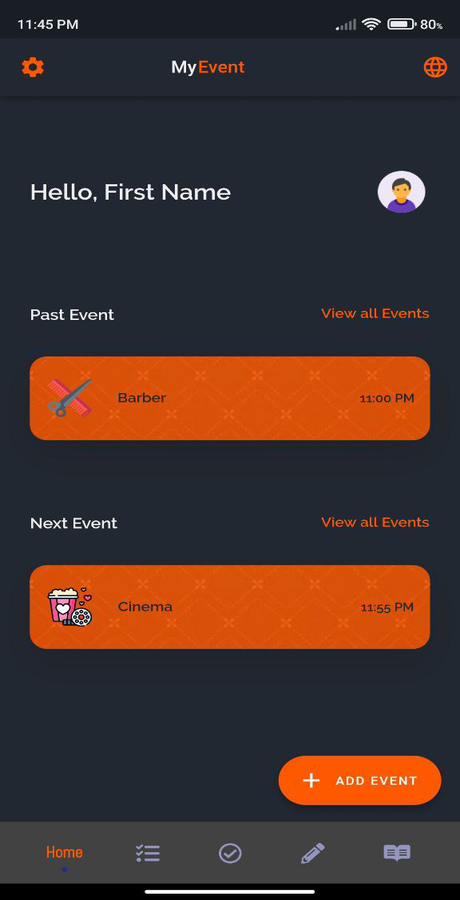 11:45 PM 80%
MyEvent
Hello, First Name
Past Event View all Events
Barber 11:00 PM
Next Event View all Events
Cinema 11:55 PM
+ ADD EVENT
Home